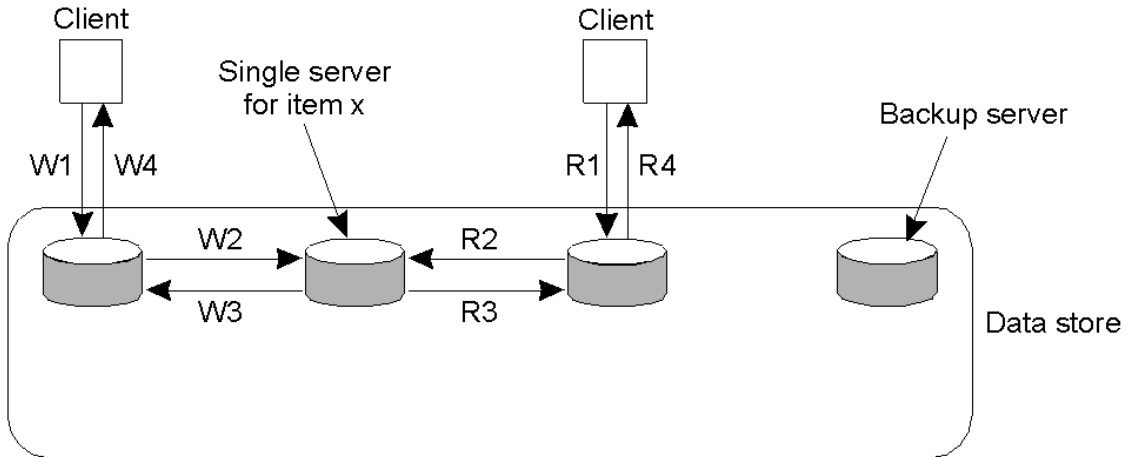 Client
Client
Single server
for item x
Backup server
W1
W4
R1
R4
W2
R2
W3
R3
Data store